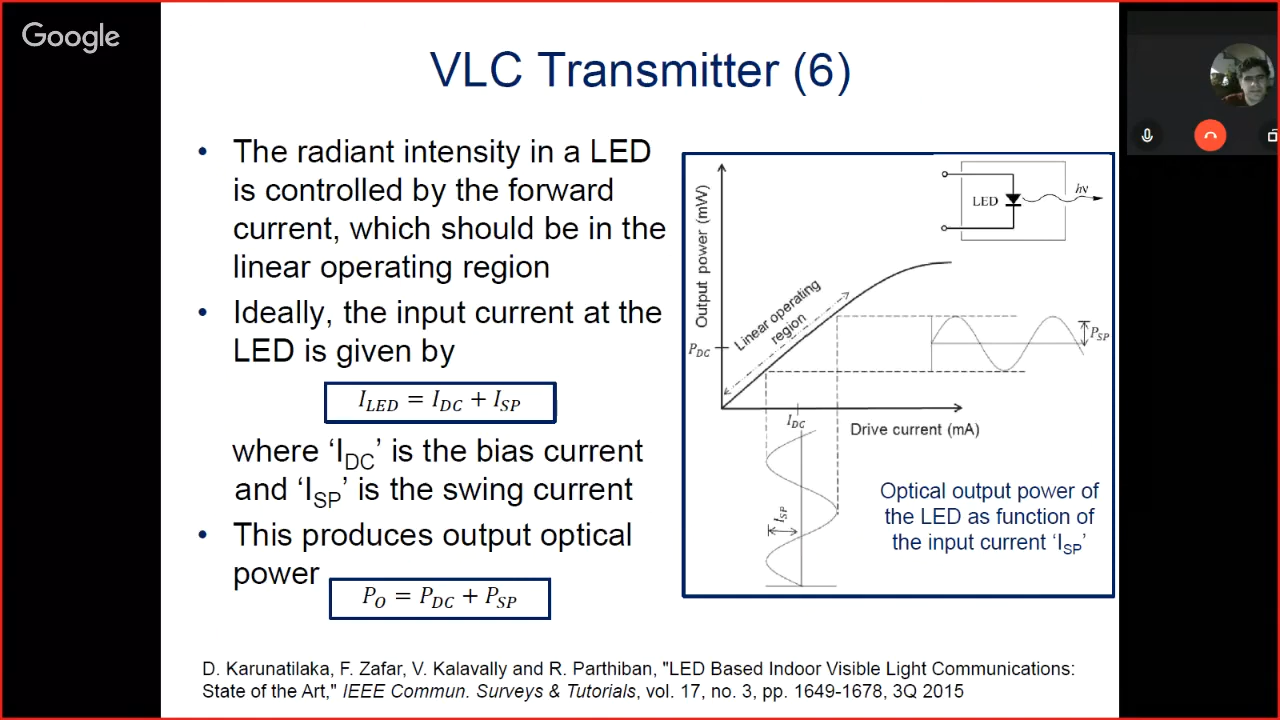 Google
VLC Transmitter (6)
• The radiant intensity in a LED
is controlled by the forward
current, which should be in the
linear operating region
• Ideally, the input current at the
LED is given by
I_LED = I_DC + I_SP
where ‘I_DC’ is the bias current
and ‘I_SP’ is the swing current
• This produces output optical
power
P_O = P_DC + P_SP
Output power (mW)
LED
hν
Linear operating
region
P_DC
P_SP
I_DC
Drive current (mA)
I_SP
Optical output power of
the LED as function of
the input current ‘I_SP’
D. Karunatilaka, F. Zafar, V. Kalavally and R. Parthiban, "LED Based Indoor Visible Light Communications:
State of the Art," IEEE Commun. Surveys & Tutorials, vol. 17, no. 3, pp. 1649-1678, 3Q 2015